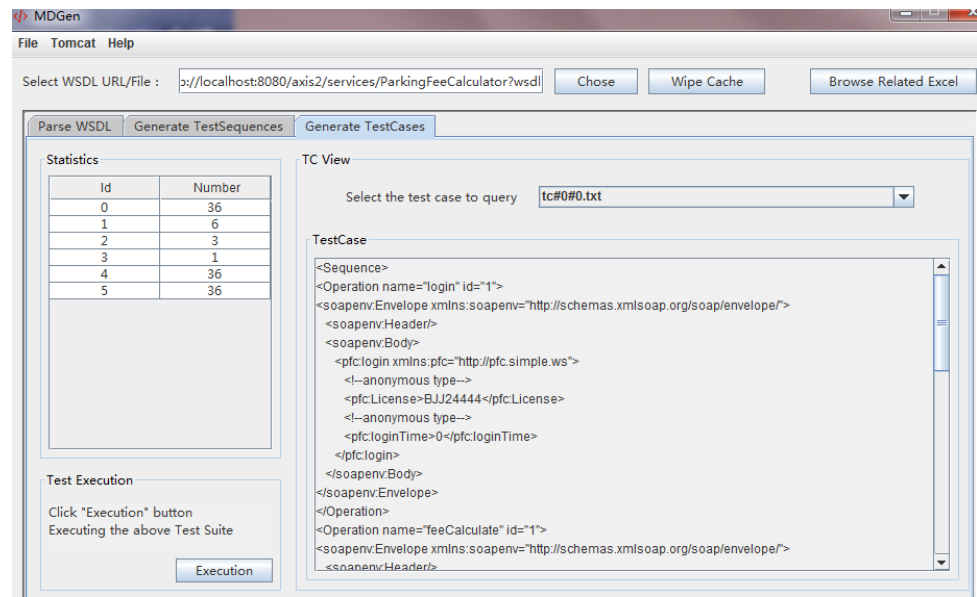 </> MDGen
File Tomcat Help
Select WSDL URL/File : p://localhost:8080/axis2/services/ParkingFeeCalculator?wsdl Chose Wipe Cache Browse Related Excel
Parse WSDL Generate TestSequences Generate TestCases
Statistics
Id Number
0 36
1 6
2 3
3 1
4 36
5 36
Test Execution
Click "Execution" button
Executing the above Test Suite
Execution
TC View
Select the test case to query tc#0#0.txt
TestCase
<Sequence>
<Operation name="login" id="1">
<soapenv:Envelope xmlns:soapenv="http://schemas.xmlsoap.org/soap/envelope/">
<soapenv:Header/>
<soapenv:Body>
<pfc:login xmlns:pfc="http://pfc.simple.ws">
<!--anonymous type-->
<pfc:License>BJJ24444</pfc:License>
<!--anonymous type-->
<pfc:loginTime>0</pfc:loginTime>
</pfc:login>
</soapenv:Body>
</soapenv:Envelope>
</Operation>
<Operation name="feeCalculate" id="1">
<soapenv:Envelope xmlns:soapenv="http://schemas.xmlsoap.org/soap/envelope/">
<soapenv:Header/>